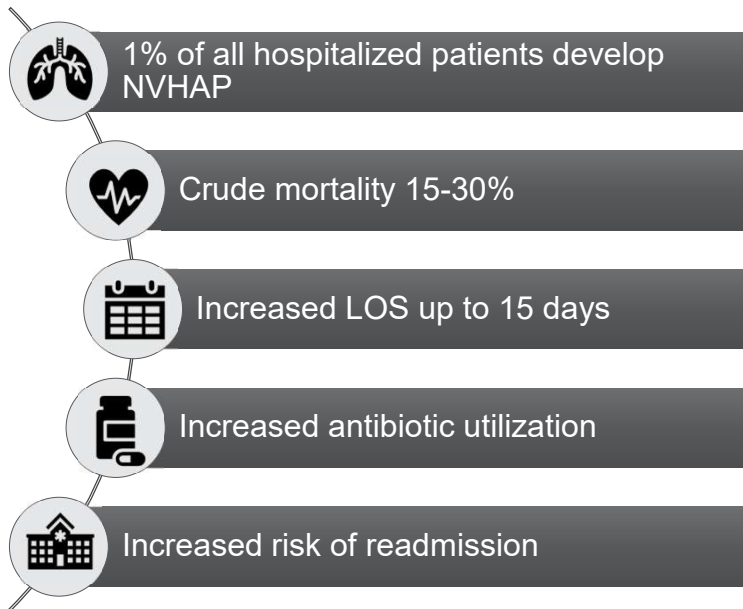 1% of all hospitalized patients develop
NVHAP
Crude mortality 15-30%
Increased LOS up to 15 days
Increased antibiotic utilization
Increased risk of readmission